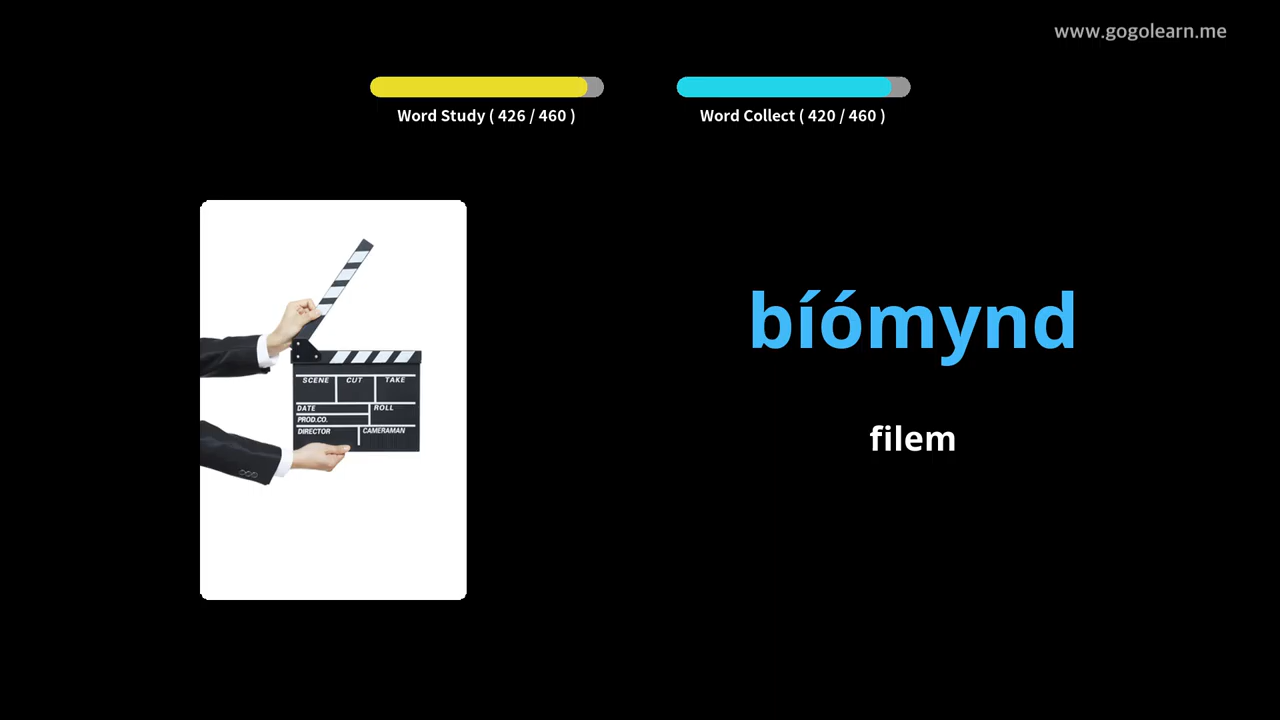 www.gogolearn.me
Word Study ( 426 / 460 )
Word Collect ( 420 / 460 )
SCENE CUT TAKE
DATE ROLL
PROD.CO.
DIRECTOR CAMERAMAN
bíómynd
filem